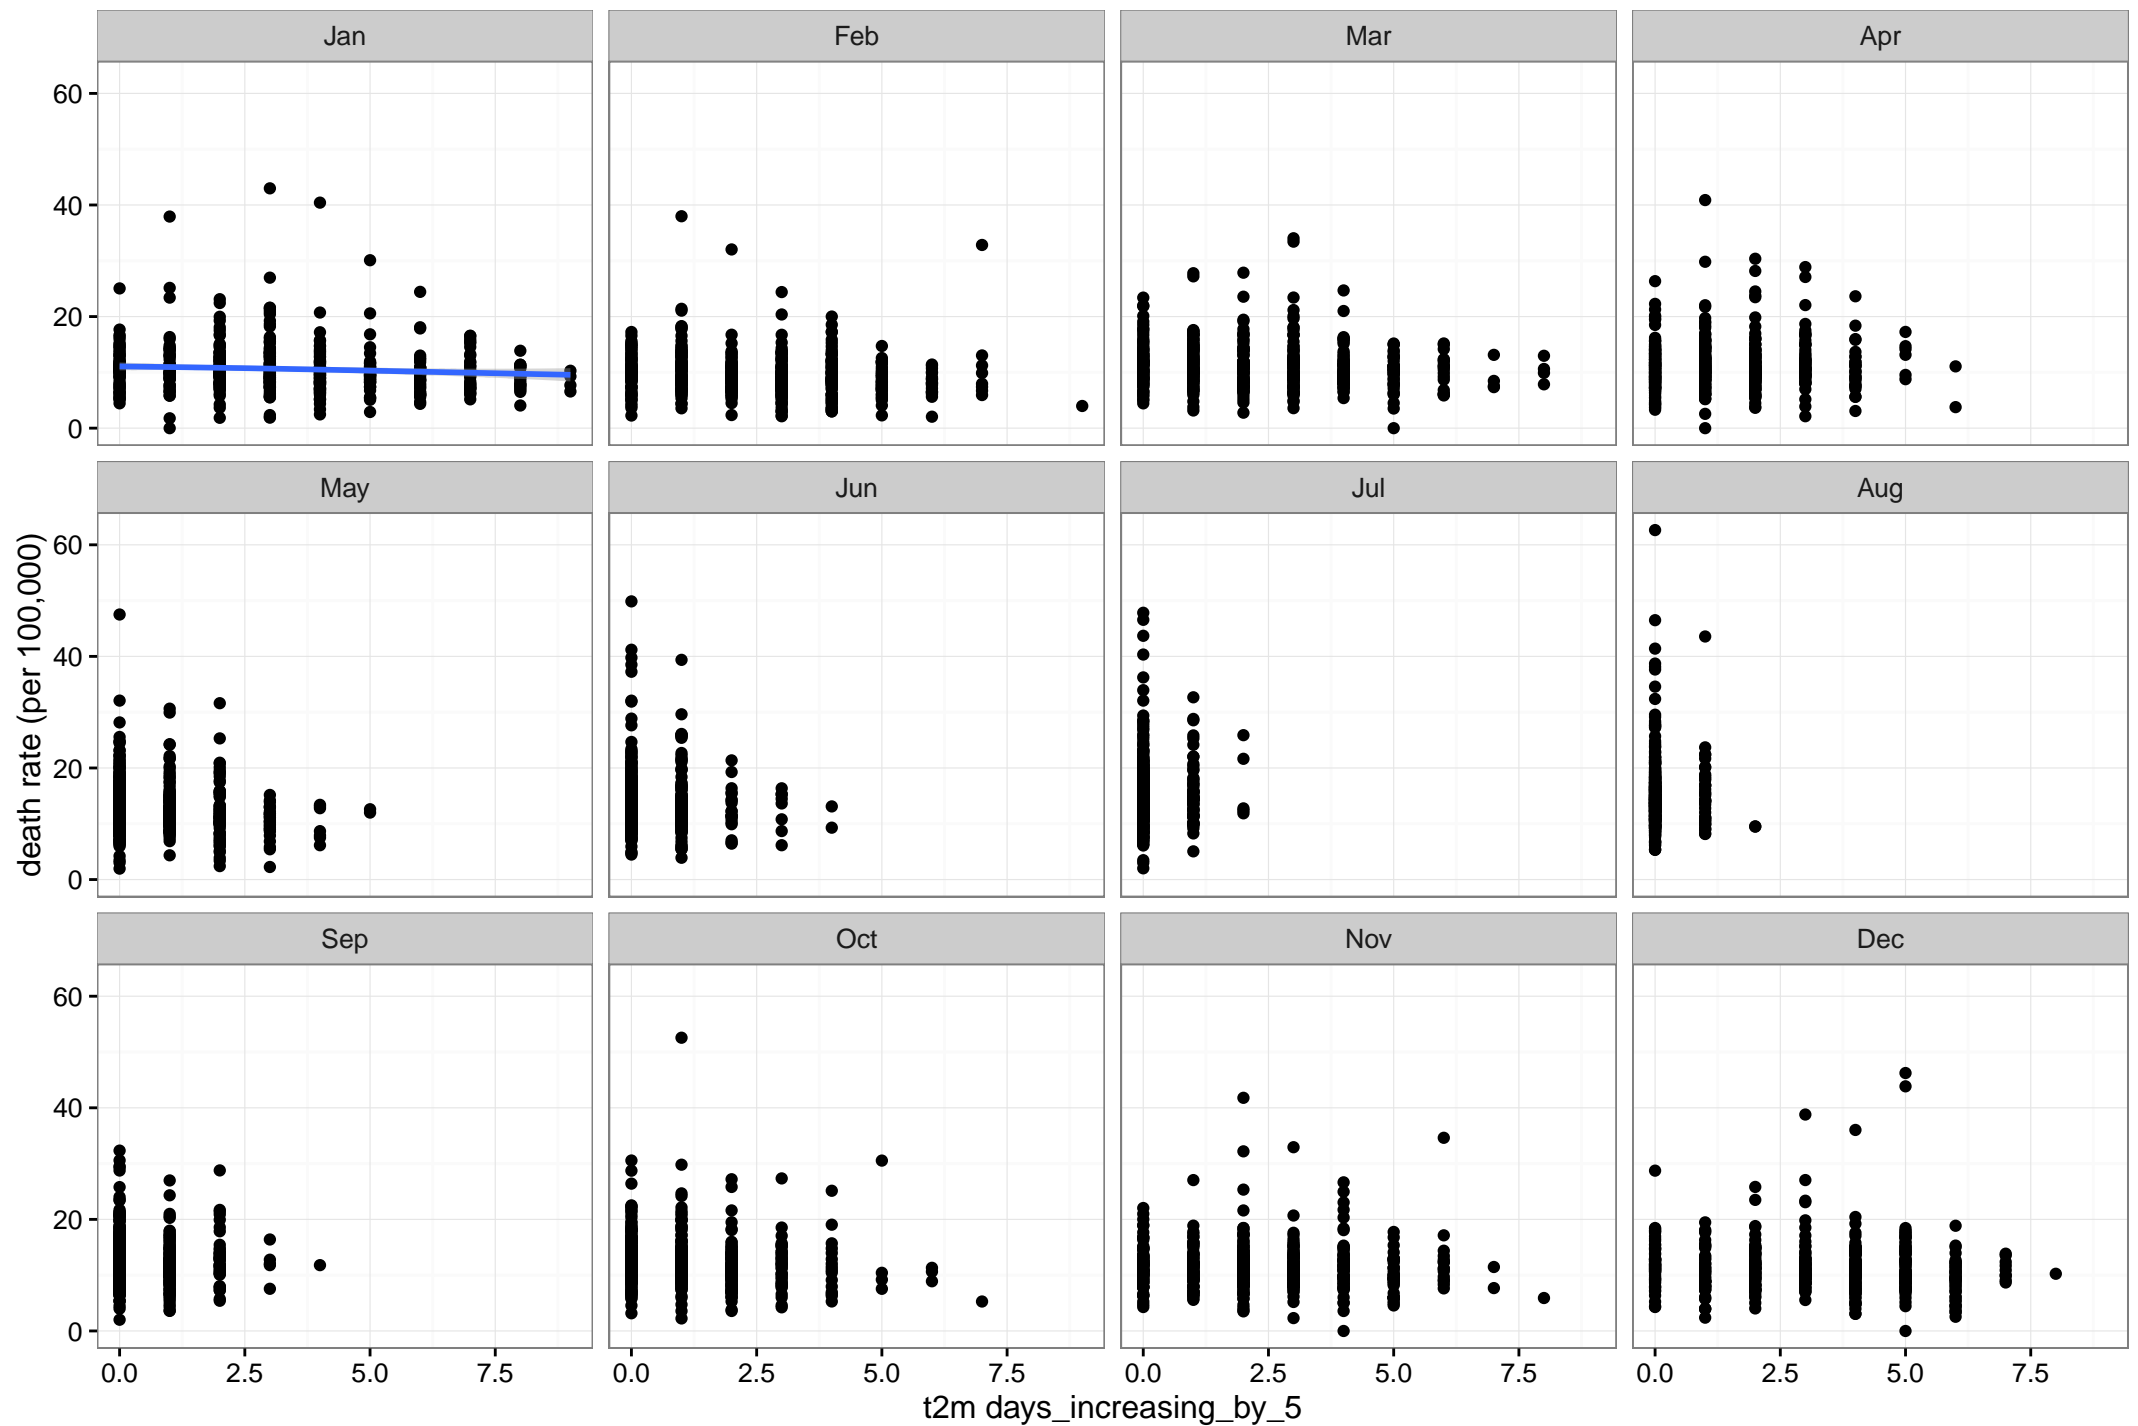 Jan Feb Mar Apr
60
40
20
0
May Jun Jul Aug
death rate (per 100,000)
60
40
20
0
Sep Oct Nov Dec
60
40
20
0
0.0 2.5 5.0 7.5 0.0 2.5 5.0 7.5 0.0 2.5 5.0 7.5 0.0 2.5 5.0 7.5
t2m days_increasing_by_5